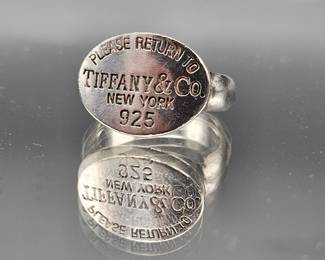 PLEASE RETURN TO
TIFFANY & Co.
NEW YORK
925